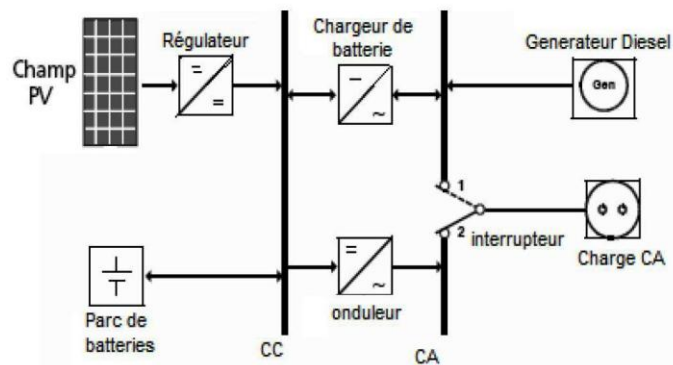 Champ
PV
Régulateur
Chargeur de
batterie
Generateur Diesel
Gen
1
2
interrupteur
Charge CA
Parc de
batteries
onduleur
CC
CA